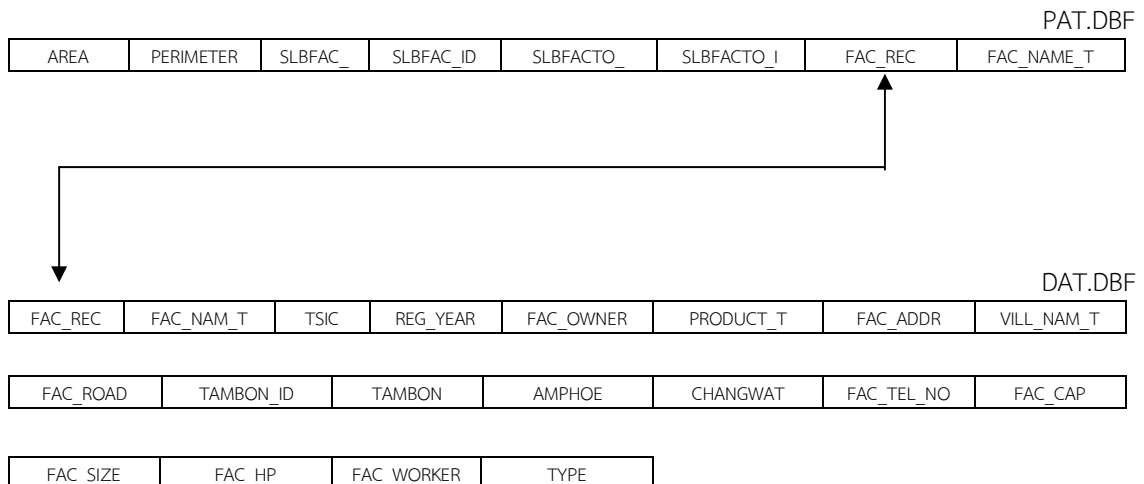 PAT.DBF
AREA PERIMETER SLBFAC_ SLBFAC_ID SLBFACTO_ SLBFACTO_I FAC_REC FAC_NAME_T
DAT.DBF
FAC_REC FAC_NAM_T TSIC REG_YEAR FAC_OWNER PRODUCT_T FAC_ADDR VILL_NAM_T
FAC_ROAD TAMBON_ID TAMBON AMPHOE CHANGWAT FAC_TEL_NO FAC_CAP
FAC_SIZE FAC_HP FAC_WORKER TYPE